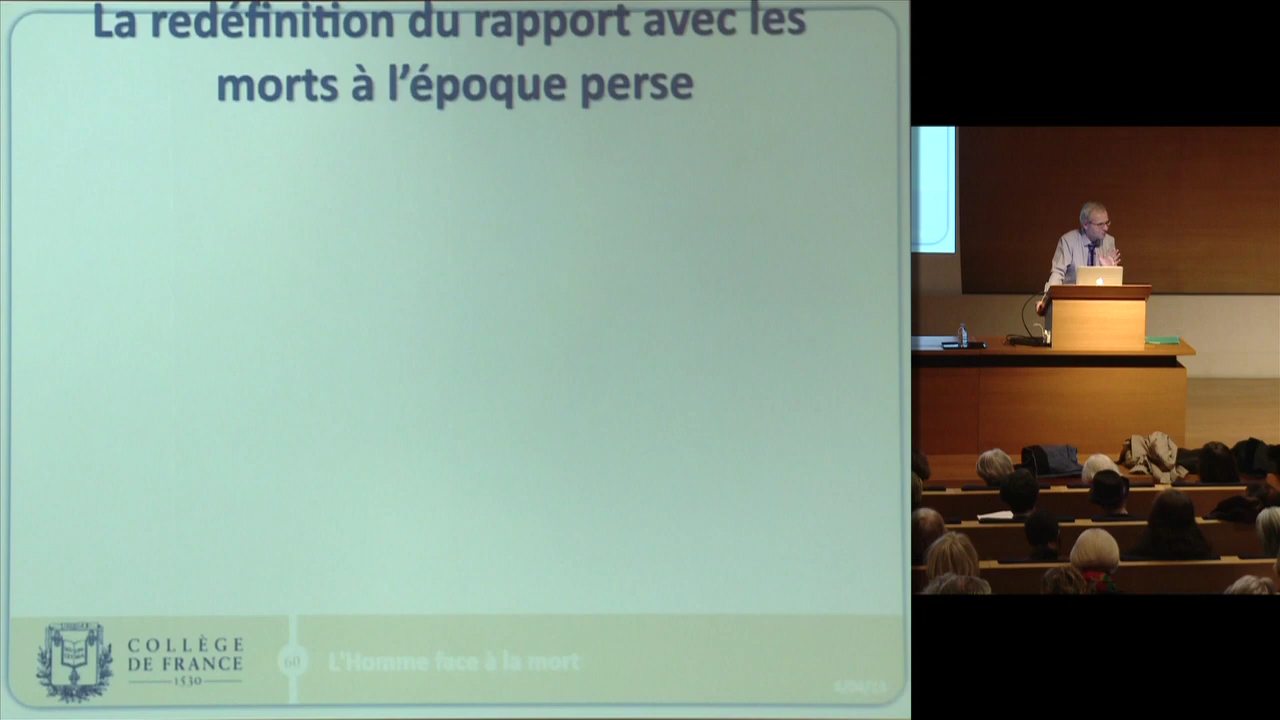 La redéfinition du rapport avec les
morts à l'époque perse
COLLÈGE
DE FRANCE
1530
60
L'Homme face à la mort